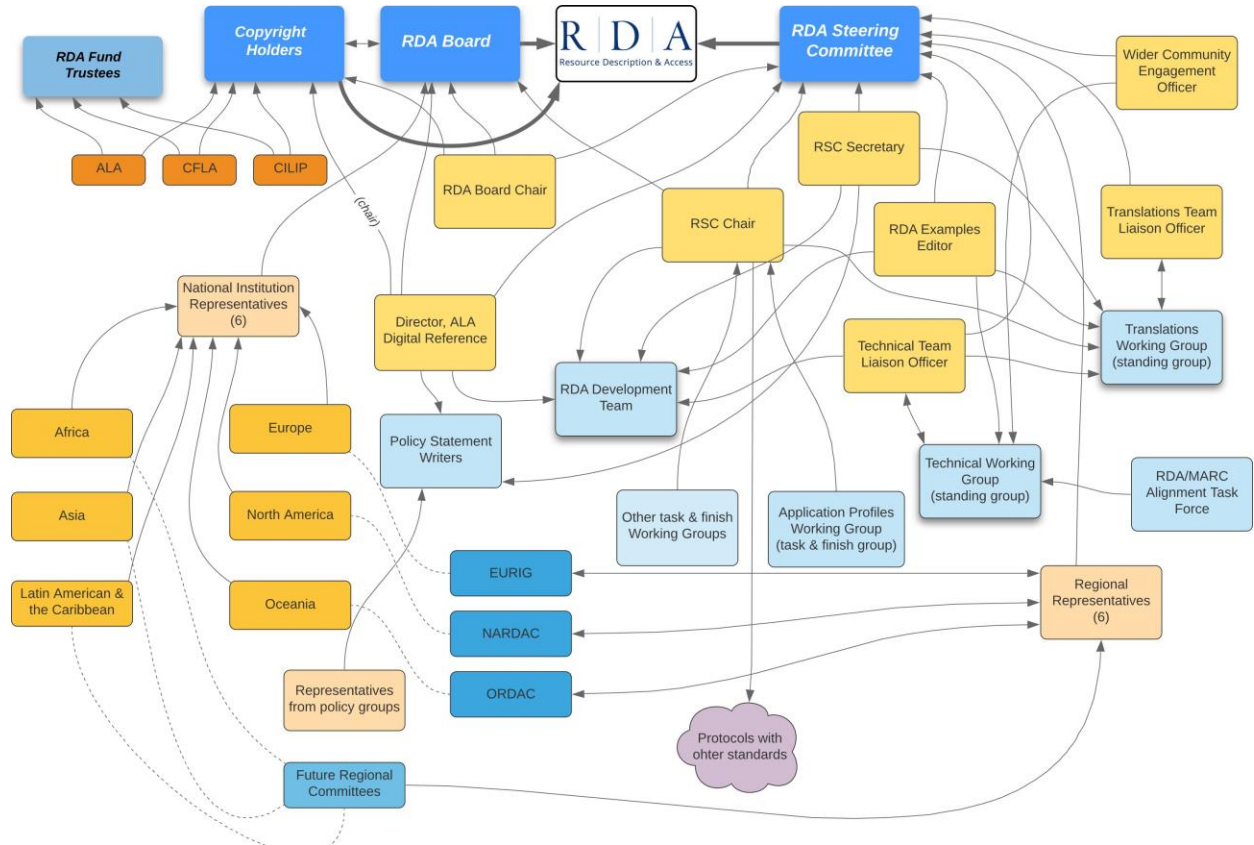 RDA Fund
Trustees
Copyright
Holders
RDA Board
R | D | A
Resource Description & Access
RDA Steering
Committee
Wider Community
Engagement
Officer
ALA
CFLA
CILIP
RDA Board Chair
RSC Secretary
RSC Chair
RDA Examples
Editor
Translations Team
Liaison Officer
(chair)
National Institution
Representatives
(6)
Director, ALA
Digital Reference
Technical Team
Liaison Officer
Translations
Working Group
(standing group)
RDA Development
Team
Africa
Europe
Policy Statement
Writers
Technical Working
Group
(standing group)
RDA/MARC
Alignment Task
Force
Asia
North America
Other task & finish
Working Groups
Application Profiles
Working Group
(task & finish group)
Latin American &
the Caribbean
Oceania
EURIG
Regional
Representatives
(6)
NARDAC
Representatives
from policy groups
ORDAC
Protocols with
ohter standards
Future Regional
Committees